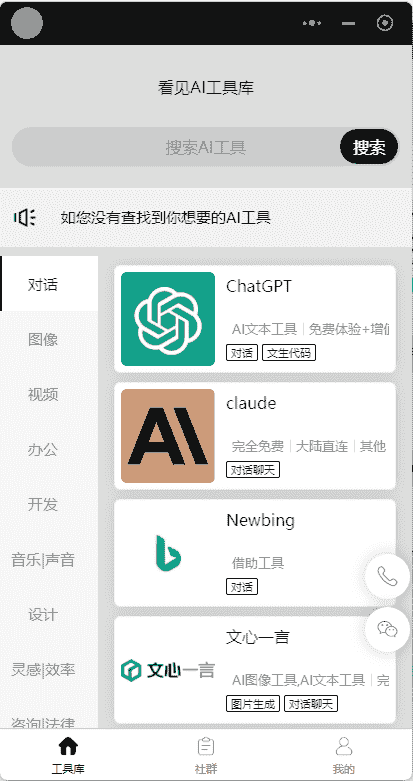 看见AI工具库
搜索AI工具
搜索
如您没有查找到你想要的AI工具
对话
图像
视频
办公
开发
音乐|声音
设计
灵感|效率
咨询|法律
ChatGPT
AI文本工具 | 免费体验+增值
对话 文生代码
AI
claude
完全免费 | 大陆直连 | 其他
对话聊天
Newbing
借助工具
对话
文心一言
文心一言
AI图像工具,AI文本工具 | 完
图片生成 对话聊天
工具库
社群
我的